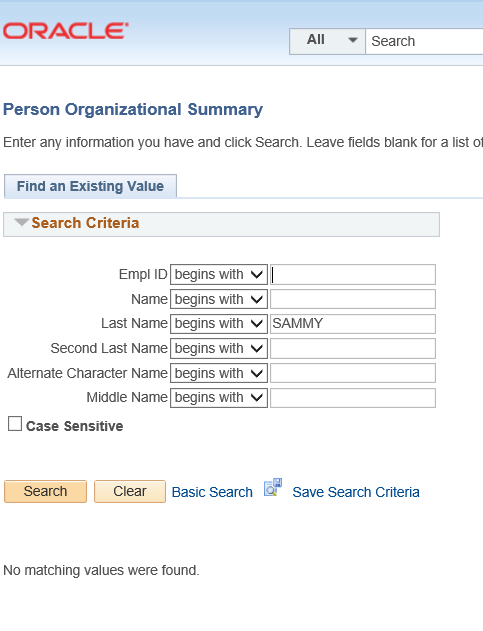 ORACLE
All Search
Person Organizational Summary
Enter any information you have and click Search. Leave fields blank for a list of
Find an Existing Value
Search Criteria
Empl ID begins with
Name begins with
Last Name begins with SAMMY
Second Last Name begins with
Alternate Character Name begins with
Middle Name begins with
Case Sensitive
Search Clear Basic Search Save Search Criteria
No matching values were found.